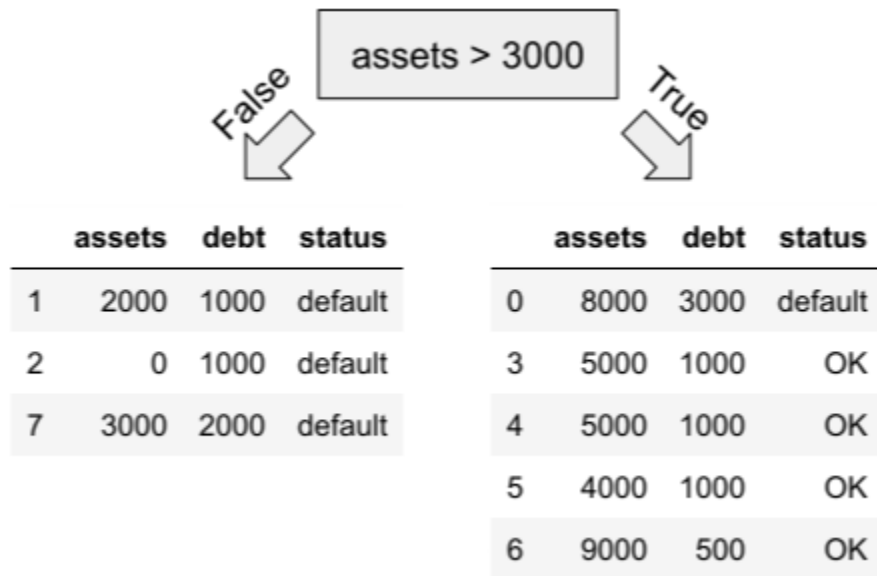 assets > 3000
False
True
assets debt status
1 2000 1000 default
2 0 1000 default
7 3000 2000 default
assets debt status
0 8000 3000 default
3 5000 1000 OK
4 5000 1000 OK
5 4000 1000 OK
6 9000 500 OK